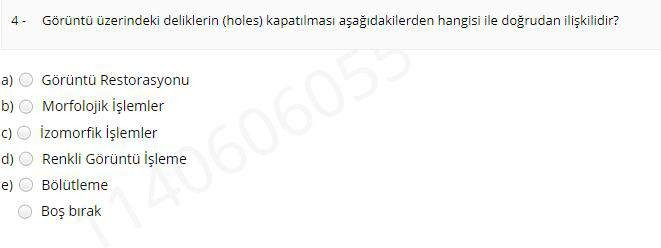 4 - Görüntü üzerindeki deliklerin (holes) kapatılması aşağıdakilerden hangisi ile doğrudan ilişkilidir?
a) Görüntü Restorasyonu
b) Morfolojik İşlemler
c) İzomorfik İşlemler
d) Renkli Görüntü İşleme
e) Bölütleme
Boş bırak
1140606055